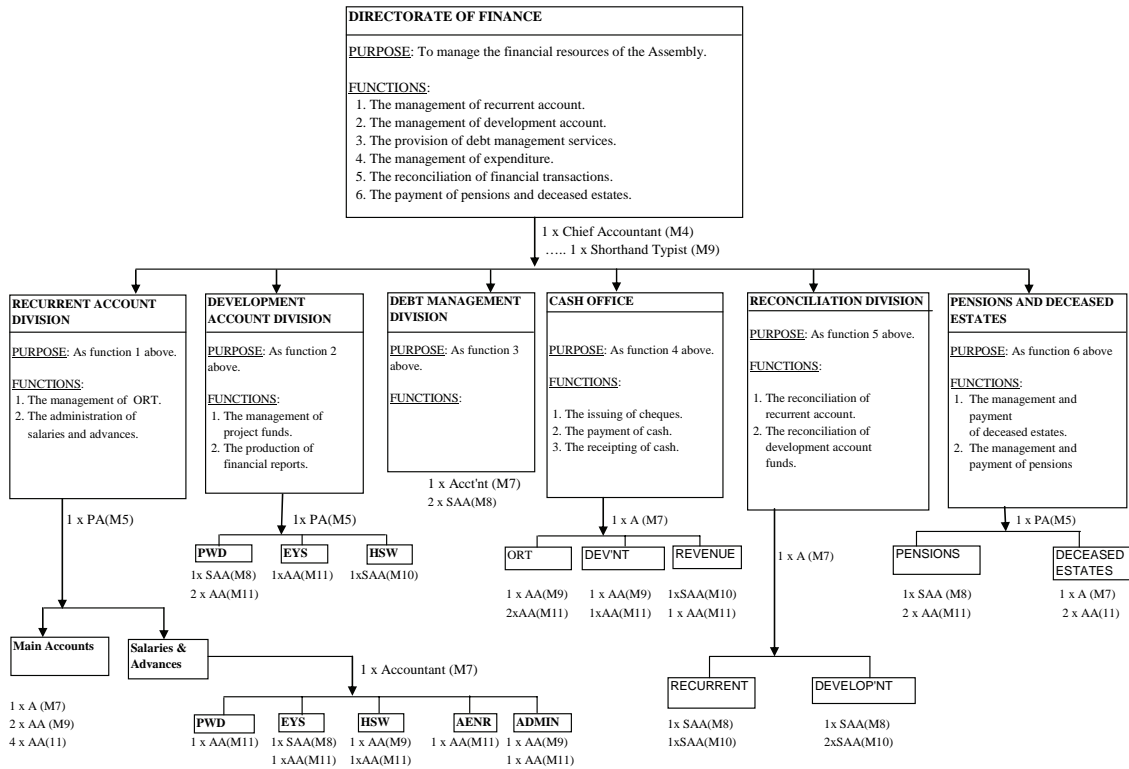 DIRECTORATE OF FINANCE
PURPOSE: To manage the financial resources of the Assembly.
FUNCTIONS:
1. The management of recurrent account.
2. The management of development account.
3. The provision of debt management services.
4. The management of expenditure.
5. The reconciliation of financial transactions.
6. The payment of pensions and deceased estates.
1 x Chief Accountant (M4)
..... 1 x Shorthand Typist (M9)
RECURRENT ACCOUNT
DIVISION
PURPOSE: As function 1 above.
FUNCTIONS:
1. The management of ORT.
2. The administration of
salaries and advances.
1 x PA(M5)
DEVELOPMENT
ACCOUNT DIVISION
PURPOSE: As function 2
above.
FUNCTIONS:
1. The management of
project funds.
2. The production of
financial reports.
1x PA(M5)
DEBT MANAGEMENT
DIVISION
PURPOSE: As function 3
above.
FUNCTIONS:
1 x Acct'nt (M7)
2 x SAA(M8)
CASH OFFICE
PURPOSE: As function 4 above.
FUNCTIONS:
1. The issuing of cheques.
2. The payment of cash.
3. The receipting of cash.
1 x A (M7)
RECONCILIATION DIVISION
PURPOSE: As function 5 above.
FUNCTIONS:
1. The reconciliation of
recurrent account.
2. The reconciliation of
development account
funds.
1 x A (M7)
PENSIONS AND DECEASED
ESTATES
PURPOSE: As function 6 above
FUNCTIONS:
1. The management and
payment
of deceased estates.
2. The management and
payment of pensions
1 x PA(M5)
PWD
1x SAA(M8)
2 x AA(M11)
EYS
1xAA(M11)
HSW
1xSAA(M10)
ORT
1 x AA(M9)
2xAA(M11)
DEV'NT
1 x AA(M9)
1xAA(M11)
REVENUE
1xSAA(M10)
1 x AA(M11)
PENSIONS
1x SAA (M8)
2 x AA(M11)
DECEASED
ESTATES
1 x A (M7)
2 x AA(11)
Main Accounts
1 x A (M7)
2 x AA (M9)
4 x AA(11)
Salaries &
Advances
1 x Accountant (M7)
PWD
1 x AA(M11)
EYS
1x SAA(M8)
1 xAA(M11)
HSW
1 x AA(M9)
1xAA(M11)
AENR
1 x AA(M11)
ADMIN
1 x AA(M9)
1 x AA(M11)
RECURRENT
1x SAA(M8)
1xSAA(M10)
DEVELOP'NT
1x SAA(M8)
2xSAA(M10)